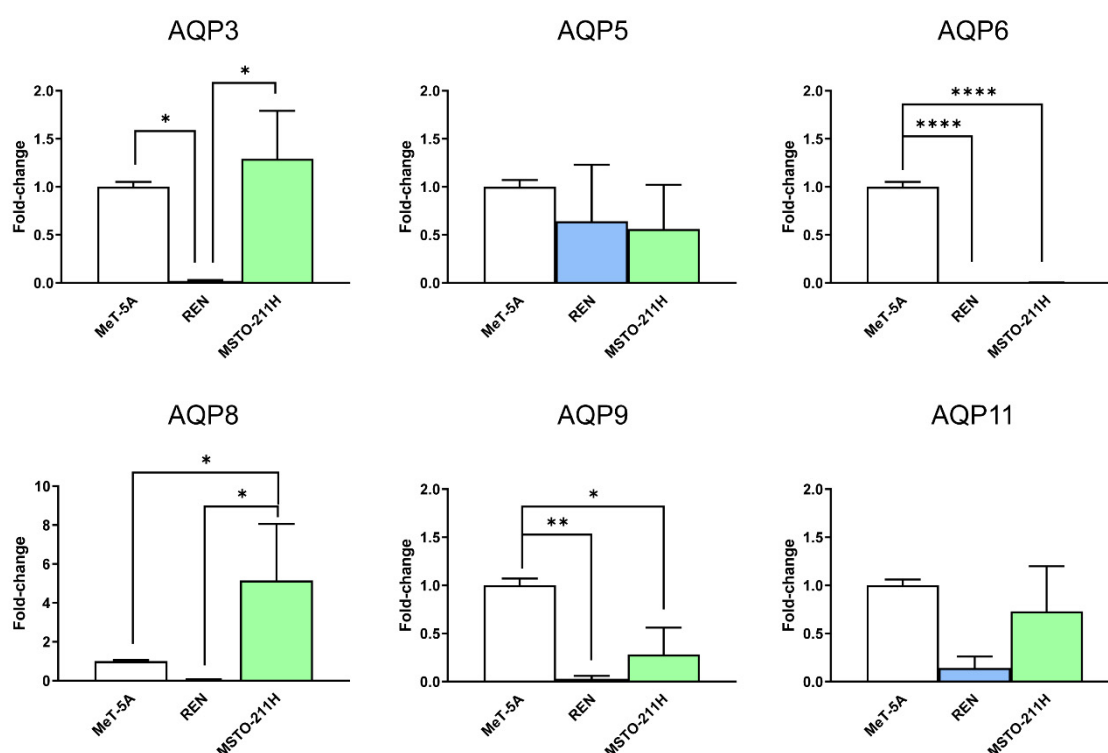 AQP3
*
*
2.0
1.5
1.0
0.5
0.0
Fold-change
MeT-5A
REN
MSTO-211H
AQP5
2.0
1.5
1.0
0.5
0.0
Fold-change
MeT-5A
REN
MSTO-211H
AQP6
****
****
2.0
1.5
1.0
0.5
0.0
Fold-change
MeT-5A
REN
MSTO-211H
AQP8
*
*
10
8
6
4
2
0
Fold-change
MeT-5A
REN
MSTO-211H
AQP9
*
**
2.0
1.5
1.0
0.5
0.0
Fold-change
MeT-5A
REN
MSTO-211H
AQP11
2.0
1.5
1.0
0.5
0.0
Fold-change
MeT-5A
REN
MSTO-211H